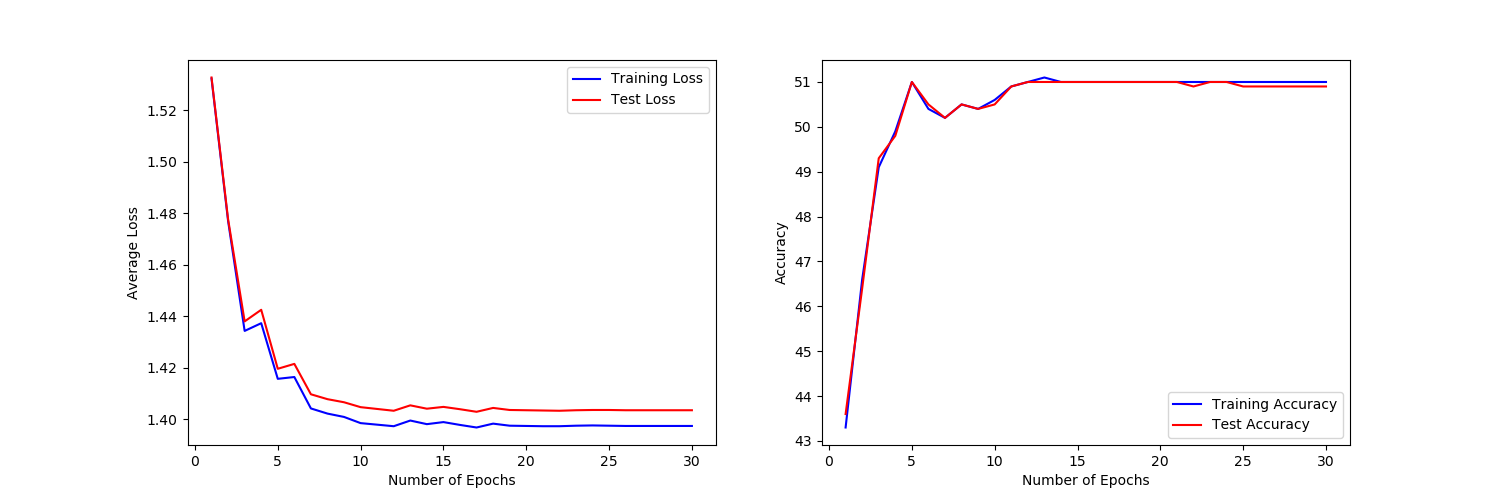 Training Loss
Test Loss
1.52
1.50
1.48
1.46
1.44
1.42
1.40
Average Loss
0 5 10 15 20 25 30
Number of Epochs
51
50
49
48
47
46
45
44
43
Accuracy
Training Accuracy
Test Accuracy
0 5 10 15 20 25 30
Number of Epochs